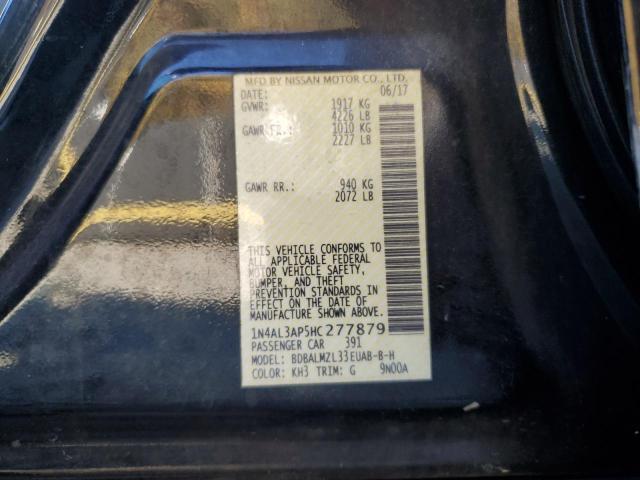 MFD BY NISSAN MOTOR CO., LTD.
DATE: 06/17
GVWR: 1917 KG
4226 LB
GAWR FR.: 1010 KG
2227 LB
GAWR RR.: 940 KG
2072 LB
THIS VEHICLE CONFORMS TO
ALL APPLICABLE FEDERAL
MOTOR VEHICLE SAFETY,
BUMPER, AND THEFT
PREVENTION STANDARDS IN
EFFECT ON THE DATE OF
MANUFACTURE SHOWN ABOVE.
1N4AL3AP5HC277879
PASSENGER CAR 391
MODEL: BDBALMZL33EUAB-B-H
COLOR: KH3 TRIM: G 9N00A